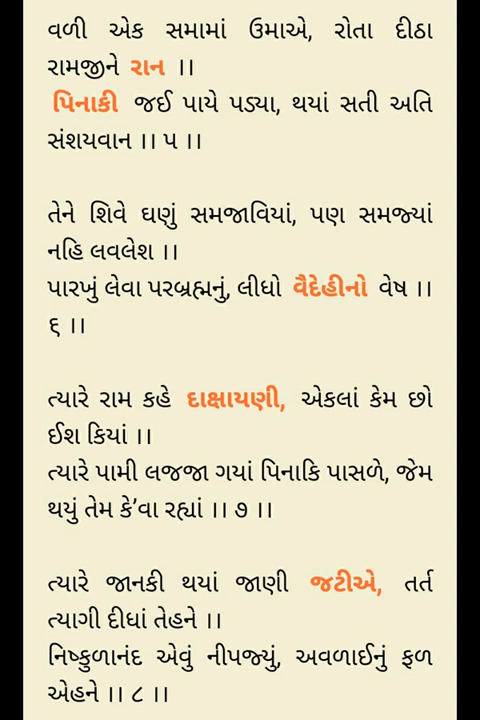 વળી એક સમામાં ઉમાએ, રોતા દીઠા
રામજીને રાન ।।
પિનાકી જઈ પાયે પડ્યા, થયાં સતી અતિ
સંશયવાન ।। ૫ ।।
તેને શિવે ઘણું સમજાવિયાં, પણ સમજ્યાં
નહિ લવલેશ ।।
પારખું લેવા પરબ્રહ્મનું, લીધો વૈદેહીનો વેષ ।।
૬ ।।
ત્યારે રામ કહે દાક્ષાયણી, એકલાં કેમ છો
ઈશ કિયાં ।।
ત્યારે પામી લજજા ગયાં પિનાકિ પાસળે, જેમ
થયું તેમ કે’વા રહ્યાં ।। ૭ ।।
ત્યારે જાનકી થયાં જાણી જટીએ, તર્ત
ત્યાગી દીધાં તેહને ।।
નિષ્કુળાનંદ એવું નીપજ્યું, અવળાઈનું ફળ
એહને ।। ૮ ।।